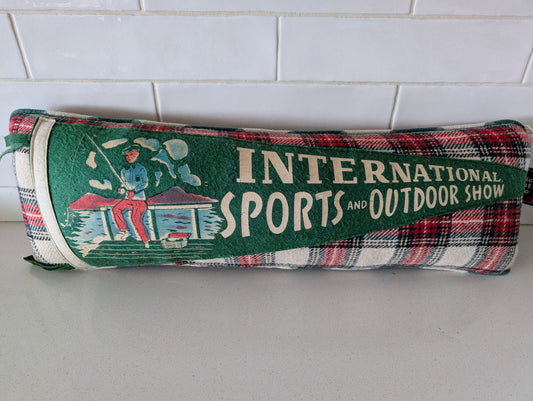 INTERNATIONAL
SPORTS AND OUTDOOR SHOW